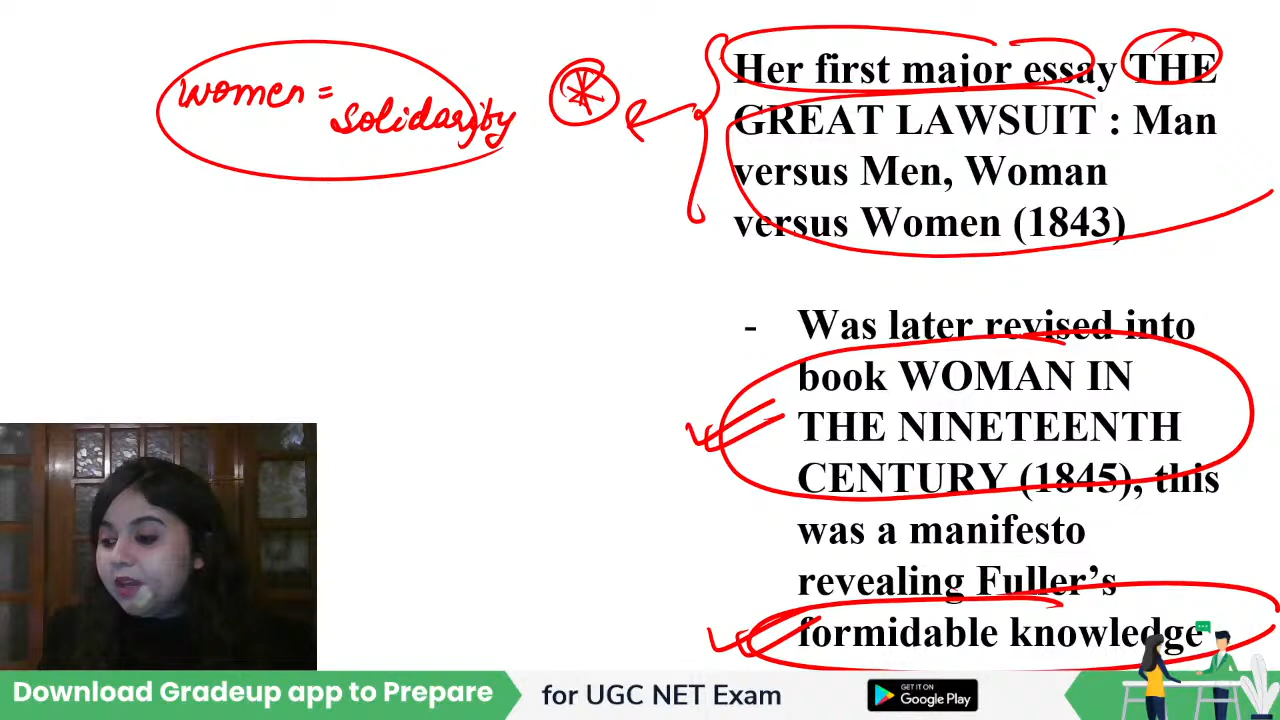 women =
solidarity
Her first major essay THE
GREAT LAWSUIT : Man
versus Men, Woman
versus Women (1843)
- Was later revised into
book WOMAN IN
THE NINETEENTH
CENTURY (1845), this
was a manifesto
revealing Fuller's
formidable knowledge
Download Gradeup app to Prepare
for UGC NET Exam
GET IT ON
Google Play